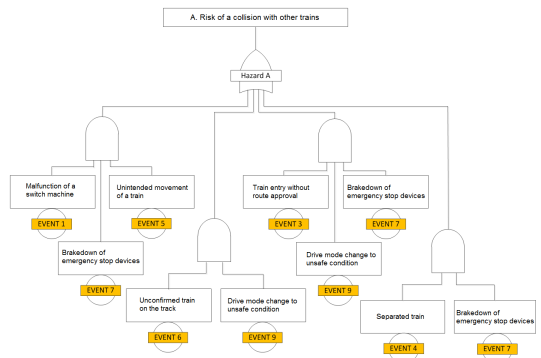 A. Risk of a collision with other trains
Hazard A
Malfunction of a
switch machine
EVENT 1
Unintended movement
of a train
EVENT 5
Brakedown of
emergency stop devices
EVENT 7
Unconfirmed train
on the track
EVENT 6
Drive mode change to
unsafe condition
EVENT 9
Train entry without
route approval
EVENT 3
Brakedown of
emergency stop devices
EVENT 7
Drive mode change to
unsafe condition
EVENT 9
Separated train
EVENT 4
Brakedown of
emergency stop devices
EVENT 7